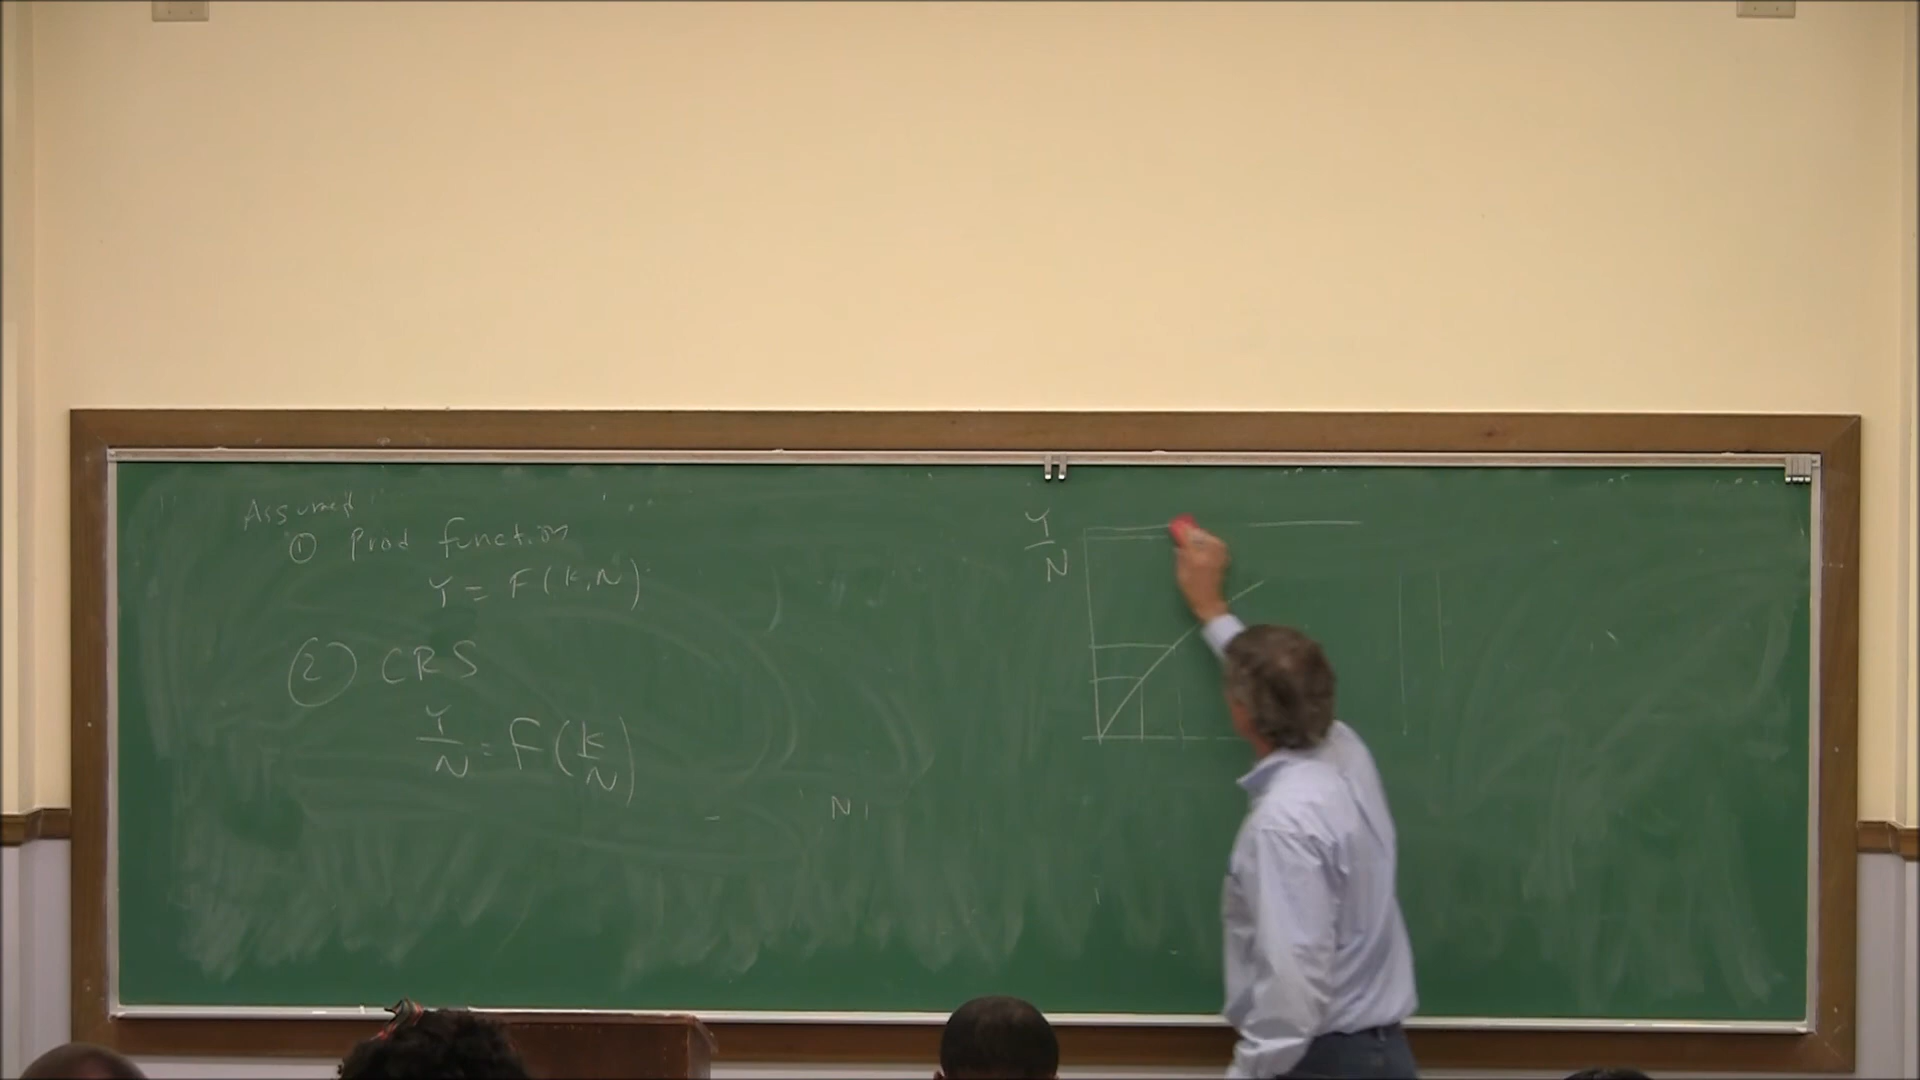 Assumed
① Prod function
Y = F(K,N)
② CRS
Y/N = F(K/N)
N
Y/N